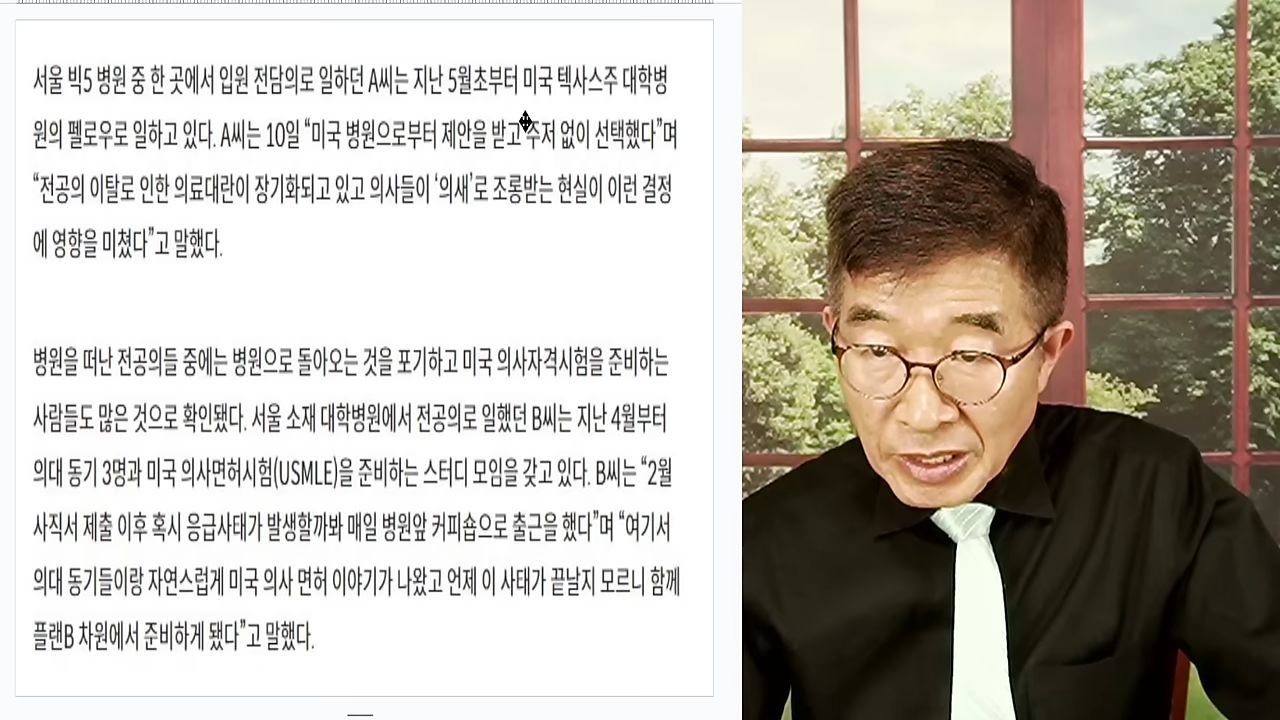 서울 빅5 병원 중 한 곳에서 입원 전담의로 일하던 A씨는 지난 5월초부터 미국 텍사스주 대학병
원의 펠로우로 일하고 있다. A씨는 10일 “미국 병원으로부터 제안을 받고 주저 없이 선택했다”며
“전공의 이탈로 인한 의료대란이 장기화되고 있고 의사들이 ‘의새’로 조롱받는 현실이 이런 결정
에 영향을 미쳤다”고 말했다.
병원을 떠난 전공의들 중에는 병원으로 돌아오는 것을 포기하고 미국 의사자격시험을 준비하는
사람들도 많은 것으로 확인됐다. 서울 소재 대학병원에서 전공의로 일했던 B씨는 지난 4월부터
의대 동기 3명과 미국 의사면허시험(USMLE)을 준비하는 스터디 모임을 갖고 있다. B씨는 “2월
사직서 제출 이후 혹시 응급사태가 발생할까봐 매일 병원앞 커피숍으로 출근을 했다”며 “여기서
의대 동기들이랑 자연스럽게 미국 의사 면허 이야기가 나왔고 언제 이 사태가 끝날지 모르니 함께
플랜B 차원에서 준비하게 됐다”고 말했다.